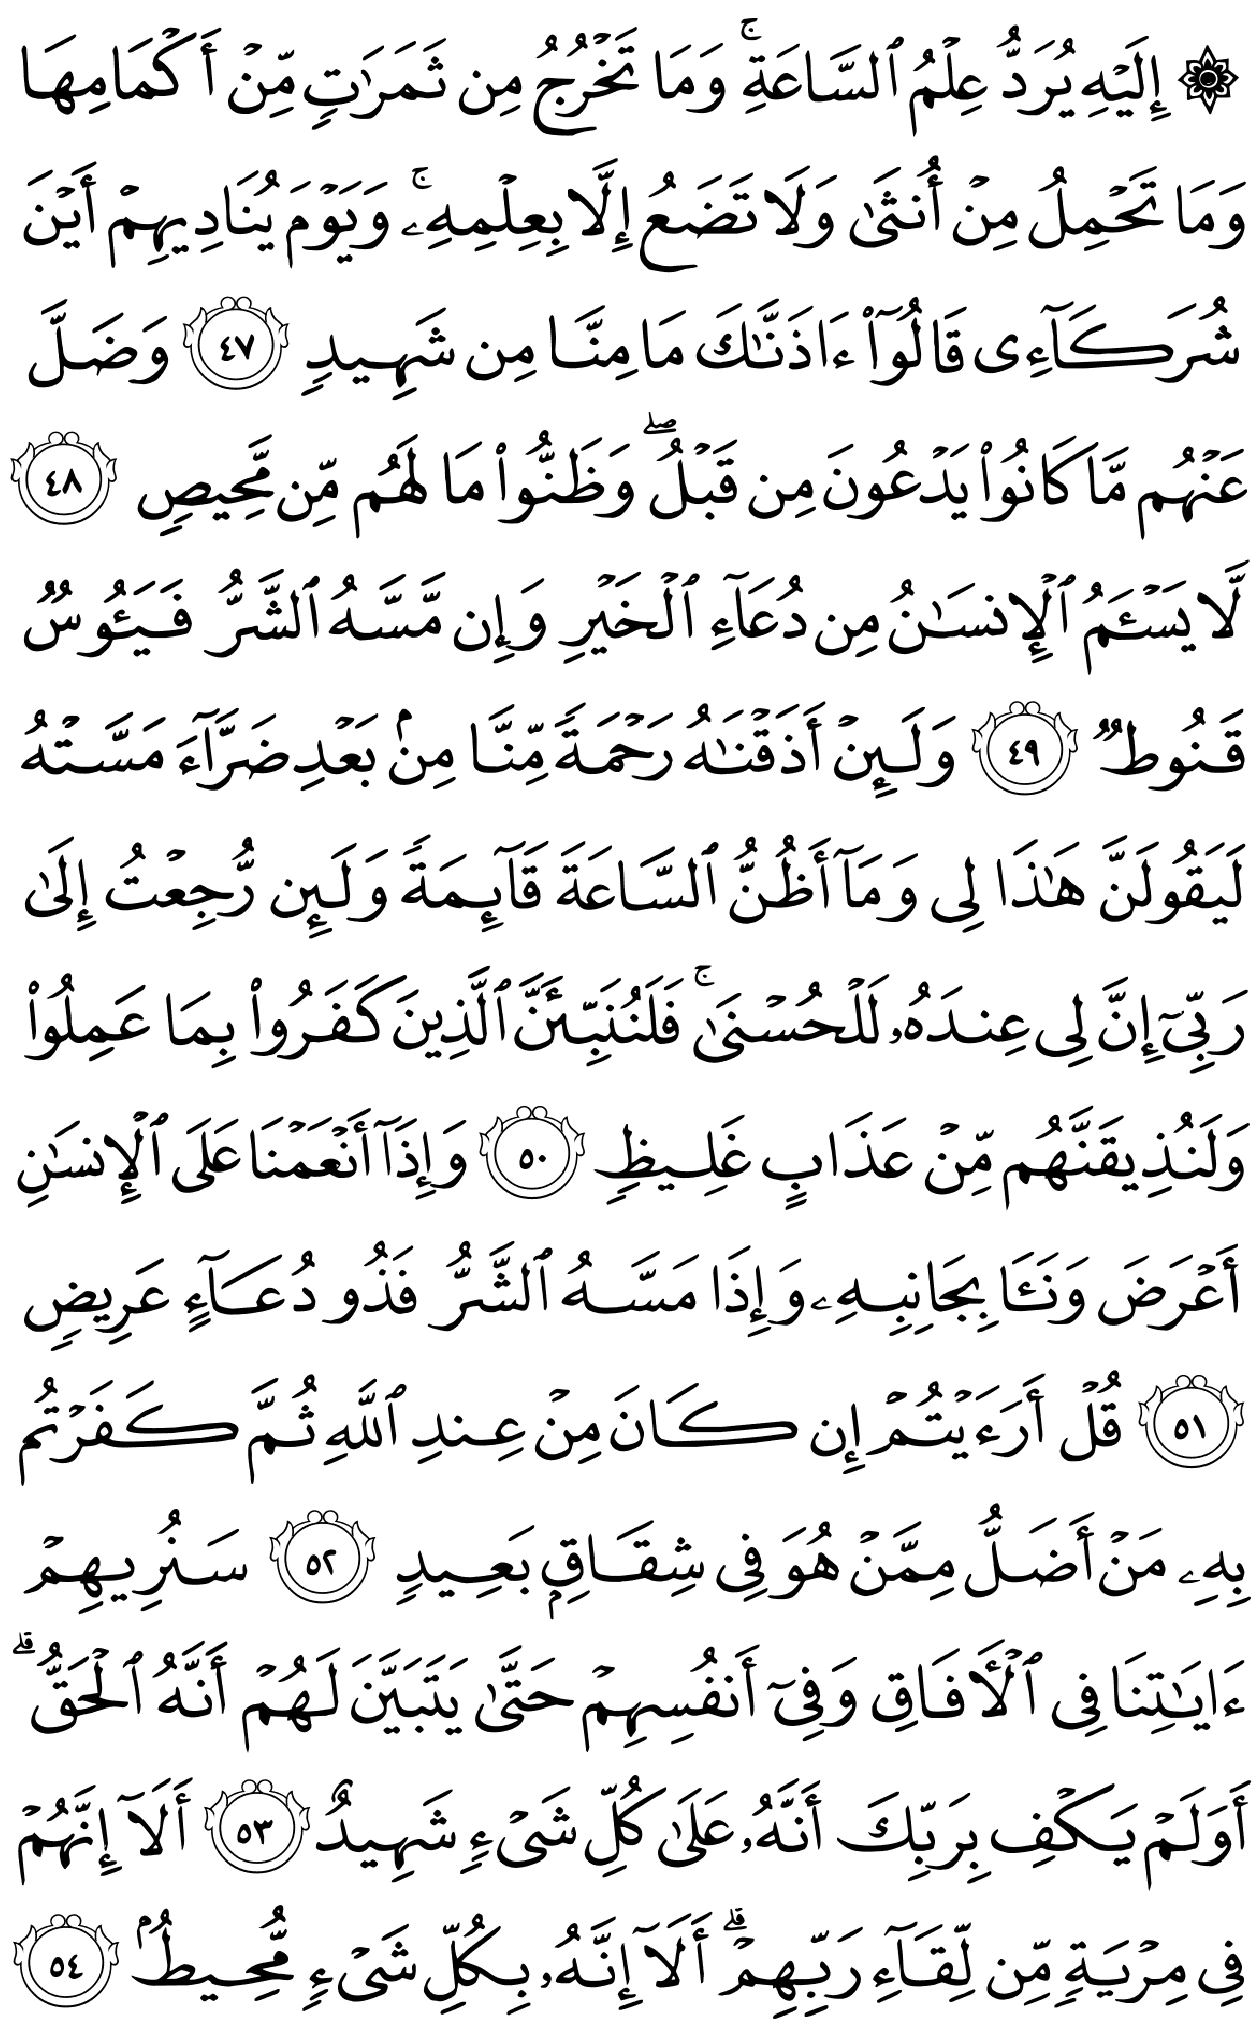 ۞ إِلَيۡهِ يُرَدُّ عِلۡمُ ٱلسَّاعَةِۚ وَمَا تَخۡرُجُ مِن ثَمَرَٰتٖ مِّنۡ أَكۡمَامِهَا
وَمَا تَحۡمِلُ مِنۡ أُنثَىٰ وَلَا تَضَعُ إِلَّا بِعِلۡمِهِۦۚ وَيَوۡمَ يُنَادِيهِمۡ أَيۡنَ
شُرَكَآءِى قَالُوٓاْ ءَاذَنَّٰكَ مَا مِنَّا مِن شَهِيدٖ ٤٧ وَضَلَّ
عَنۡهُم مَّا كَانُواْ يَدۡعُونَ مِن قَبۡلُۖ وَظَنُّواْ مَا لَهُم مِّن مَّحِيصٖ ٤٨
لَّا يَسۡـَٔمُ ٱلۡإِنسَٰنُ مِن دُعَآءِ ٱلۡخَيۡرِ وَإِن مَّسَّهُ ٱلشَّرُّ فَيَـُٔوسٞ
قَنُوطٞ ٤٩ وَلَئِنۡ أَذَقۡنَٰهُ رَحۡمَةٗ مِّنَّا مِنۢ بَعۡدِ ضَرَّآءَ مَسَّتۡهُ
لَيَقُولَنَّ هَٰذَا لِى وَمَآ أَظُنُّ ٱلسَّاعَةَ قَآئِمَةٗ وَلَئِن رُّجِعۡتُ إِلَىٰ
رَبِّىٓ إِنَّ لِى عِندَهُۥ لَلۡحُسۡنَىٰۚ فَلَنُنَبِّئَنَّ ٱلَّذِينَ كَفَرُواْ بِمَا عَمِلُواْ
وَلَنُذِيقَنَّهُم مِّنۡ عَذَابٍ غَلِيظٖ ٥٠ وَإِذَآ أَنۡعَمۡنَا عَلَى ٱلۡإِنسَٰنِ
أَعۡرَضَ وَنَـَٔا بِجَانِبِهِۦ وَإِذَا مَسَّهُ ٱلشَّرُّ فَذُو دُعَآءٍ عَرِيضٖ
٥١ قُلۡ أَرَءَيۡتُمۡ إِن كَانَ مِنۡ عِندِ ٱللَّهِ ثُمَّ كَفَرۡتُم
بِهِۦ مَنۡ أَضَلُّ مِمَّنۡ هُوَ فِى شِقَاقِۭ بَعِيدٖ ٥٢ سَنُرِيهِمۡ
ءَايَٰتِنَا فِى ٱلۡأٓفَاقِ وَفِىٓ أَنفُسِهِمۡ حَتَّىٰ يَتَبَيَّنَ لَهُمۡ أَنَّهُ ٱلۡحَقُّۗ
أَوَلَمۡ يَكۡفِ بِرَبِّكَ أَنَّهُۥ عَلَىٰ كُلِّ شَىۡءٖ شَهِيدٌ ٥٣ أَلَآ إِنَّهُمۡ
فِى مِرۡيَةٖ مِّن لِّقَآءِ رَبِّهِمۡۗ أَلَآ إِنَّهُۥ بِكُلِّ شَىۡءٖ مُّحِيطُۢ ٥٤